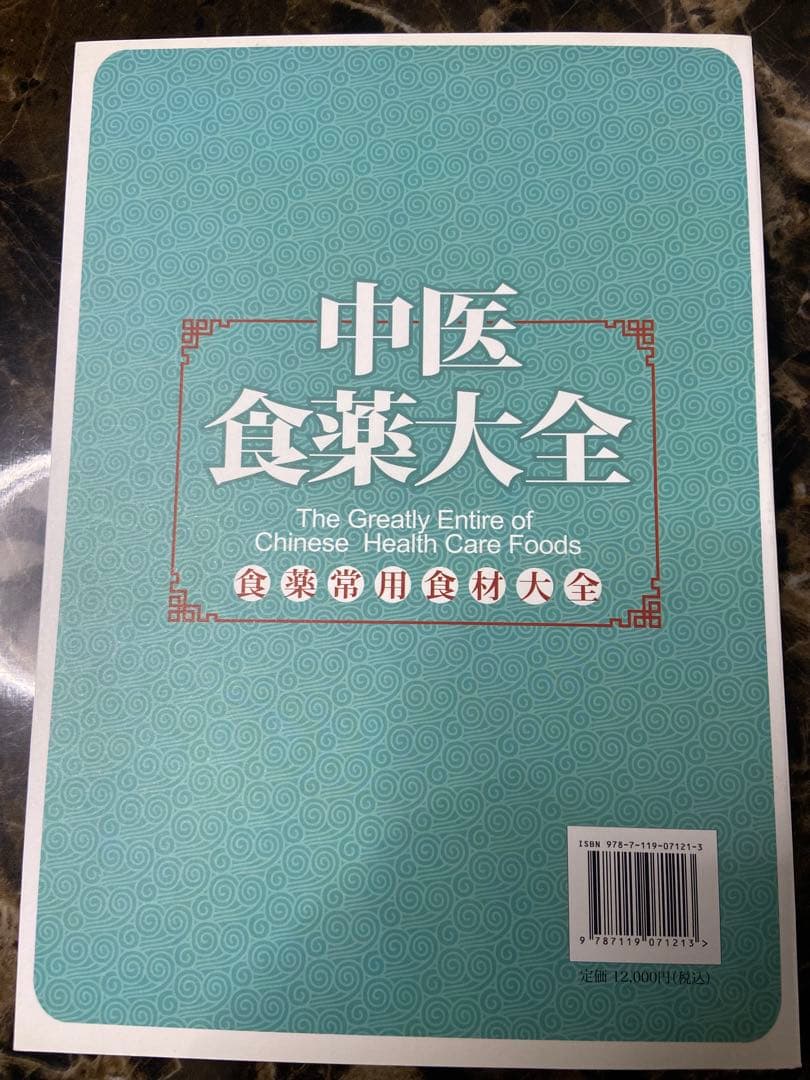 中医
食薬大全
The Greatly Entire of
Chinese Health Care Foods
食薬常用食材大全
ISBN 978-7-119-07121-3
9 787119 071213 >
定価 12,000円(税込)